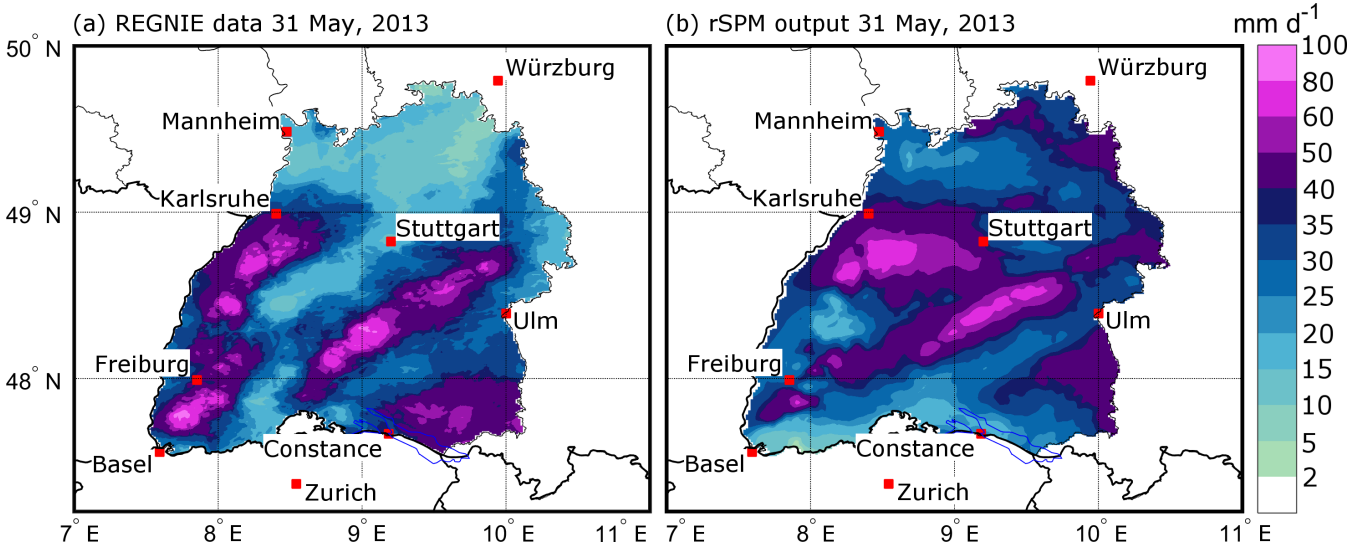 (a) REGNIE data 31 May, 2013
(b) rSPM output 31 May, 2013
mm d⁻¹
50° N
49° N
48° N
Würzburg
Mannheim
Karlsruhe
Stuttgart
Ulm
Freiburg
Constance
Basel
Zurich
7° E
8° E
9° E
10° E
11° E
Würzburg
Mannheim
Karlsruhe
Stuttgart
Ulm
Freiburg
Constance
Basel
Zurich
7° E
8° E
9° E
10° E
11° E
100
80
60
50
40
35
30
25
20
15
10
5
2